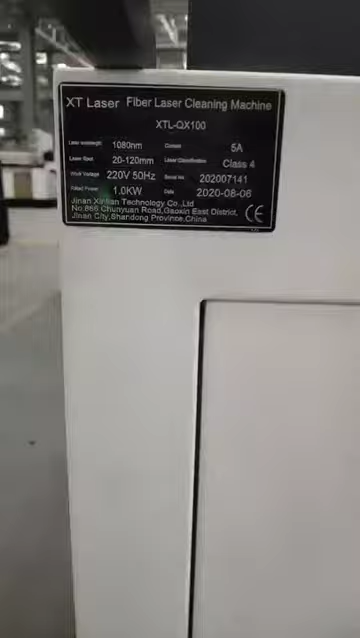 XT Laser Fiber Laser Cleaning Machine
XTL-QX100
Laser wavelength 1080nm Current 5A
Laser Spot 20-120mm Laser Classification Class 4
Work Voltage 220V 50Hz Serial No 202007141
Rated Power 1.0KW Date 2020-08-06
Jinan Xintian Technology Co.,Ltd
No.866 Chunyuan Road,Gaoxin East District,
Jinan City,Shandong Province,China CE